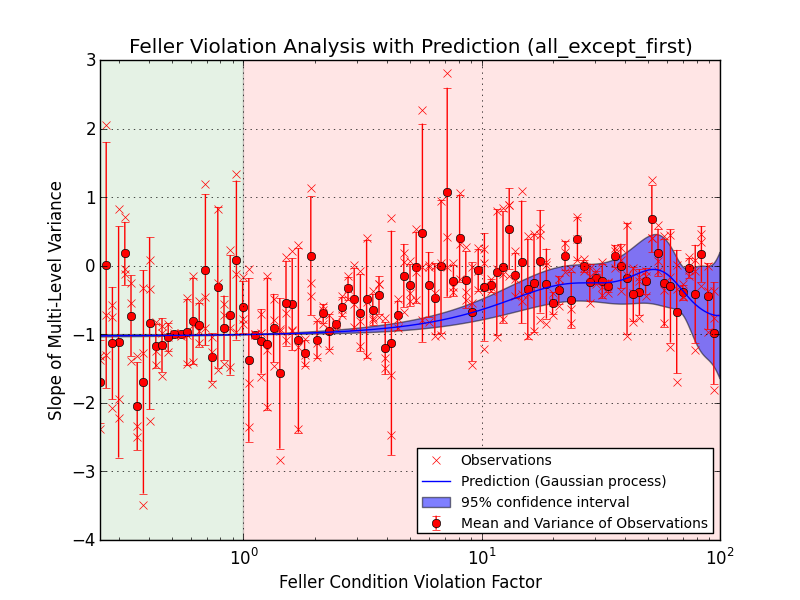 Feller Violation Analysis with Prediction (all_except_first)
3
2
1
0
−1
−2
−3
−4
Slope of Multi-Level Variance
Observations
Prediction (Gaussian process)
95% confidence interval
Mean and Variance of Observations
10⁰ 10¹ 10²
Feller Condition Violation Factor